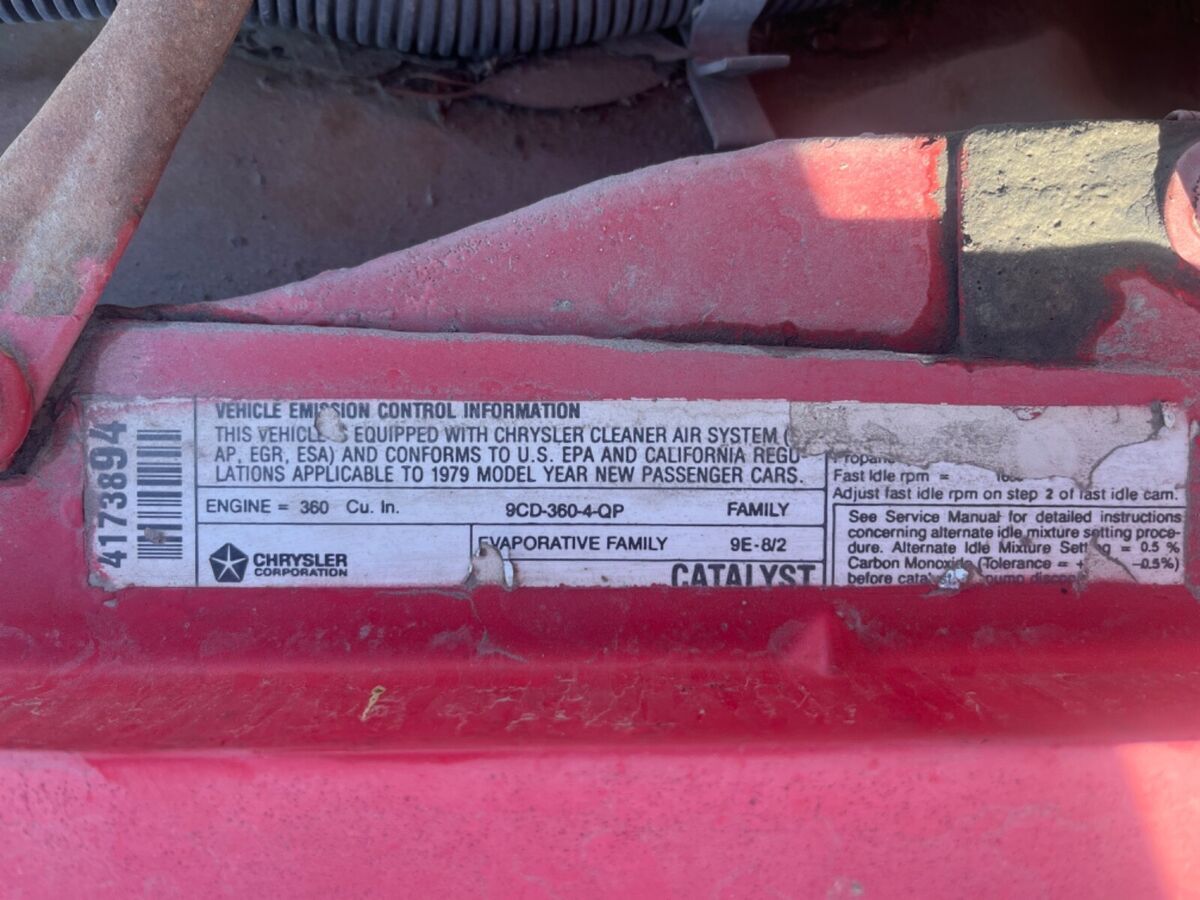 4173894
VEHICLE EMISSION CONTROL INFORMATION
THIS VEHICLE IS EQUIPPED WITH CHRYSLER CLEANER AIR SYSTEM (
AP, EGR, ESA) AND CONFORMS TO U.S. EPA AND CALIFORNIA REGU
LATIONS APPLICABLE TO 1979 MODEL YEAR NEW PASSENGER CARS.
ENGINE = 360 Cu. In. 9CD-360-4-QP FAMILY
EVAPORATIVE FAMILY 9E-8/2
CHRYSLER
CORPORATION
CATALYST
Propane
Fast Idle rpm =
Adjust fast idle rpm on step 2 of fast idle cam.
See Service Manual for detailed instructions
concerning alternate idle mixture setting proce-
dure. Alternate Idle Mixture Setting = 0.5 %
Carbon Monoxide (Tolerance = + -0.5%)
before pump